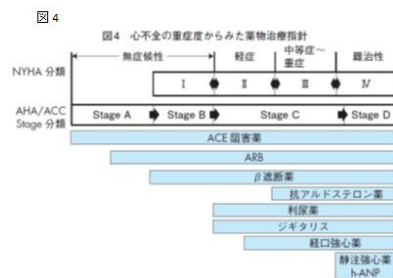 図4
図4 心不全の重症度からみた薬物治療指針
無症候性 軽症 中等症～重症 難治性
NYHA 分類 Ⅰ Ⅱ Ⅲ Ⅳ
AHA/ACC Stage 分類 Stage A Stage B Stage C Stage D
ACE 阻害薬
ARB
β遮断薬
抗アルドステロン薬
利尿薬
ジギタリス
経口強心薬
静注強心薬
h-ANP